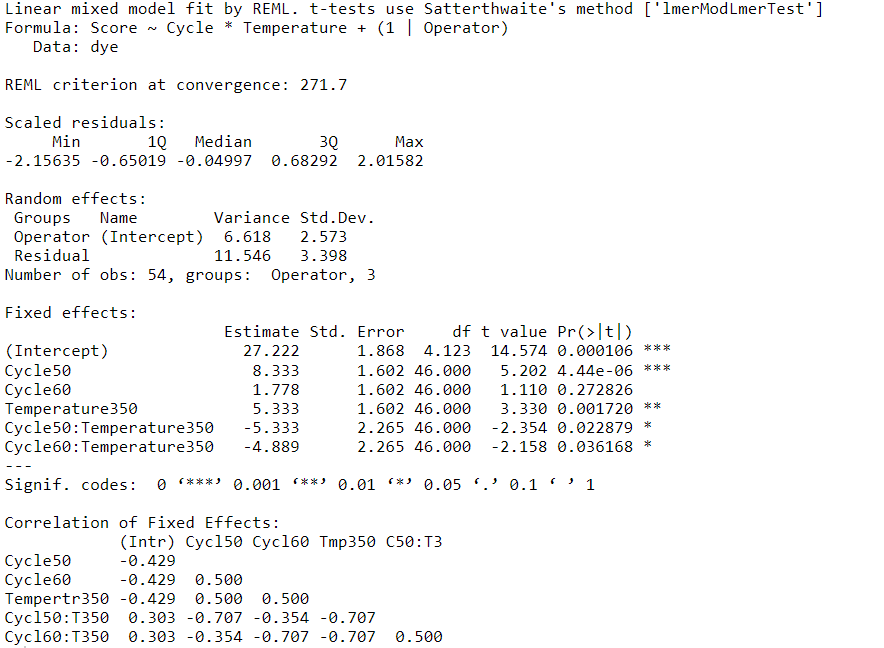 Linear mixed model fit by REML. t-tests use Satterthwaite's method ['lmerModLmerTest']
Formula: Score ~ Cycle * Temperature + (1 | Operator)
   Data: dye

REML criterion at convergence: 271.7

Scaled residuals:
     Min       1Q   Median       3Q      Max
-2.15635 -0.65019 -0.04997  0.68292  2.01582

Random effects:
 Groups   Name        Variance Std.Dev.
 Operator (Intercept)  6.618   2.573
 Residual             11.546   3.398
Number of obs: 54, groups:  Operator, 3

Fixed effects:
                       Estimate Std. Error     df t value Pr(>|t|)
(Intercept)              27.222      1.868  4.123  14.574 0.000106 ***
Cycle50                   8.333      1.602 46.000   5.202 4.44e-06 ***
Cycle60                   1.778      1.602 46.000   1.110 0.272826
Temperature350            5.333      1.602 46.000   3.330 0.001720 **
Cycle50:Temperature350   -5.333      2.265 46.000  -2.354 0.022879 *
Cycle60:Temperature350   -4.889      2.265 46.000  -2.158 0.036168 *
---
Signif. codes:  0 ‘***’ 0.001 ‘**’ 0.01 ‘*’ 0.05 ‘.’ 0.1 ‘ ’ 1

Correlation of Fixed Effects:
            (Intr) Cycl50 Cycl60 Tmp350 C50:T3
Cycle50     -0.429
Cycle60     -0.429  0.500
Tempertr350 -0.429  0.500  0.500
Cycl50:T350  0.303 -0.707 -0.354 -0.707
Cycl60:T350  0.303 -0.354 -0.707 -0.707  0.500